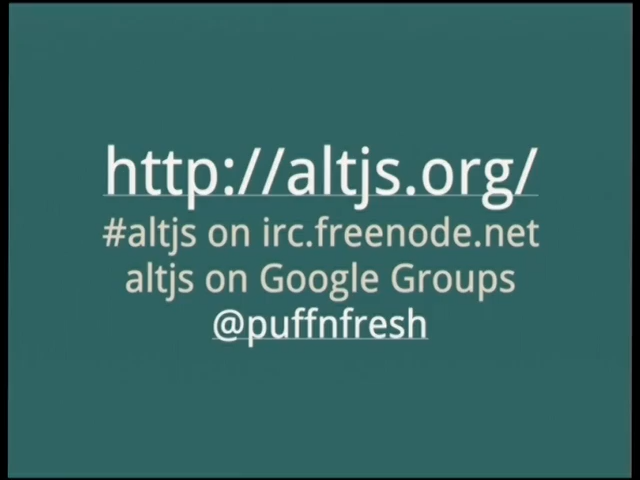 http://altjs.org/
#altjs on irc.freenode.net
altjs on Google Groups
@puffnfresh